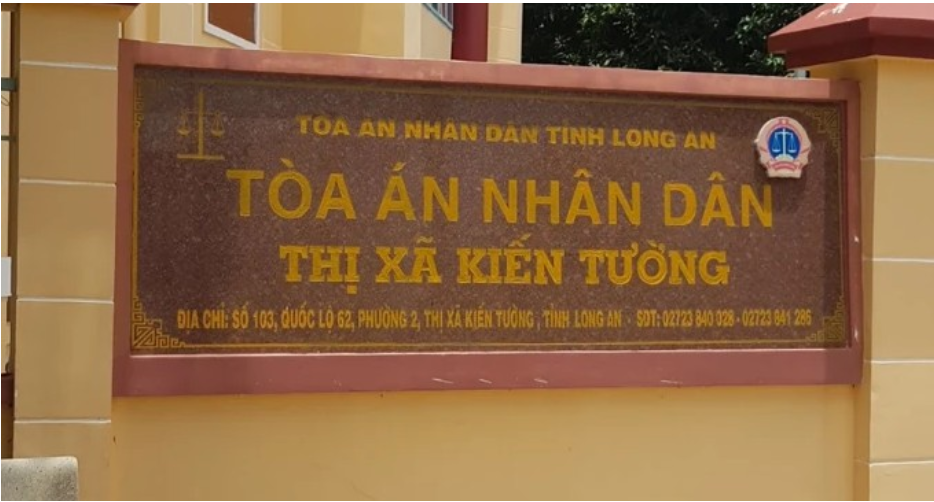 TÒA ÁN NHÂN DÂN TỈNH LONG AN
TÒA ÁN NHÂN DÂN
THỊ XÃ KIẾN TƯỜNG
ĐỊA CHỈ: SỐ 103, QUỐC LỘ 62, PHƯỜNG 2, THỊ XÃ KIẾN TƯỜNG , TỈNH LONG AN - SĐT: 02723 840 028 - 02723 841 286